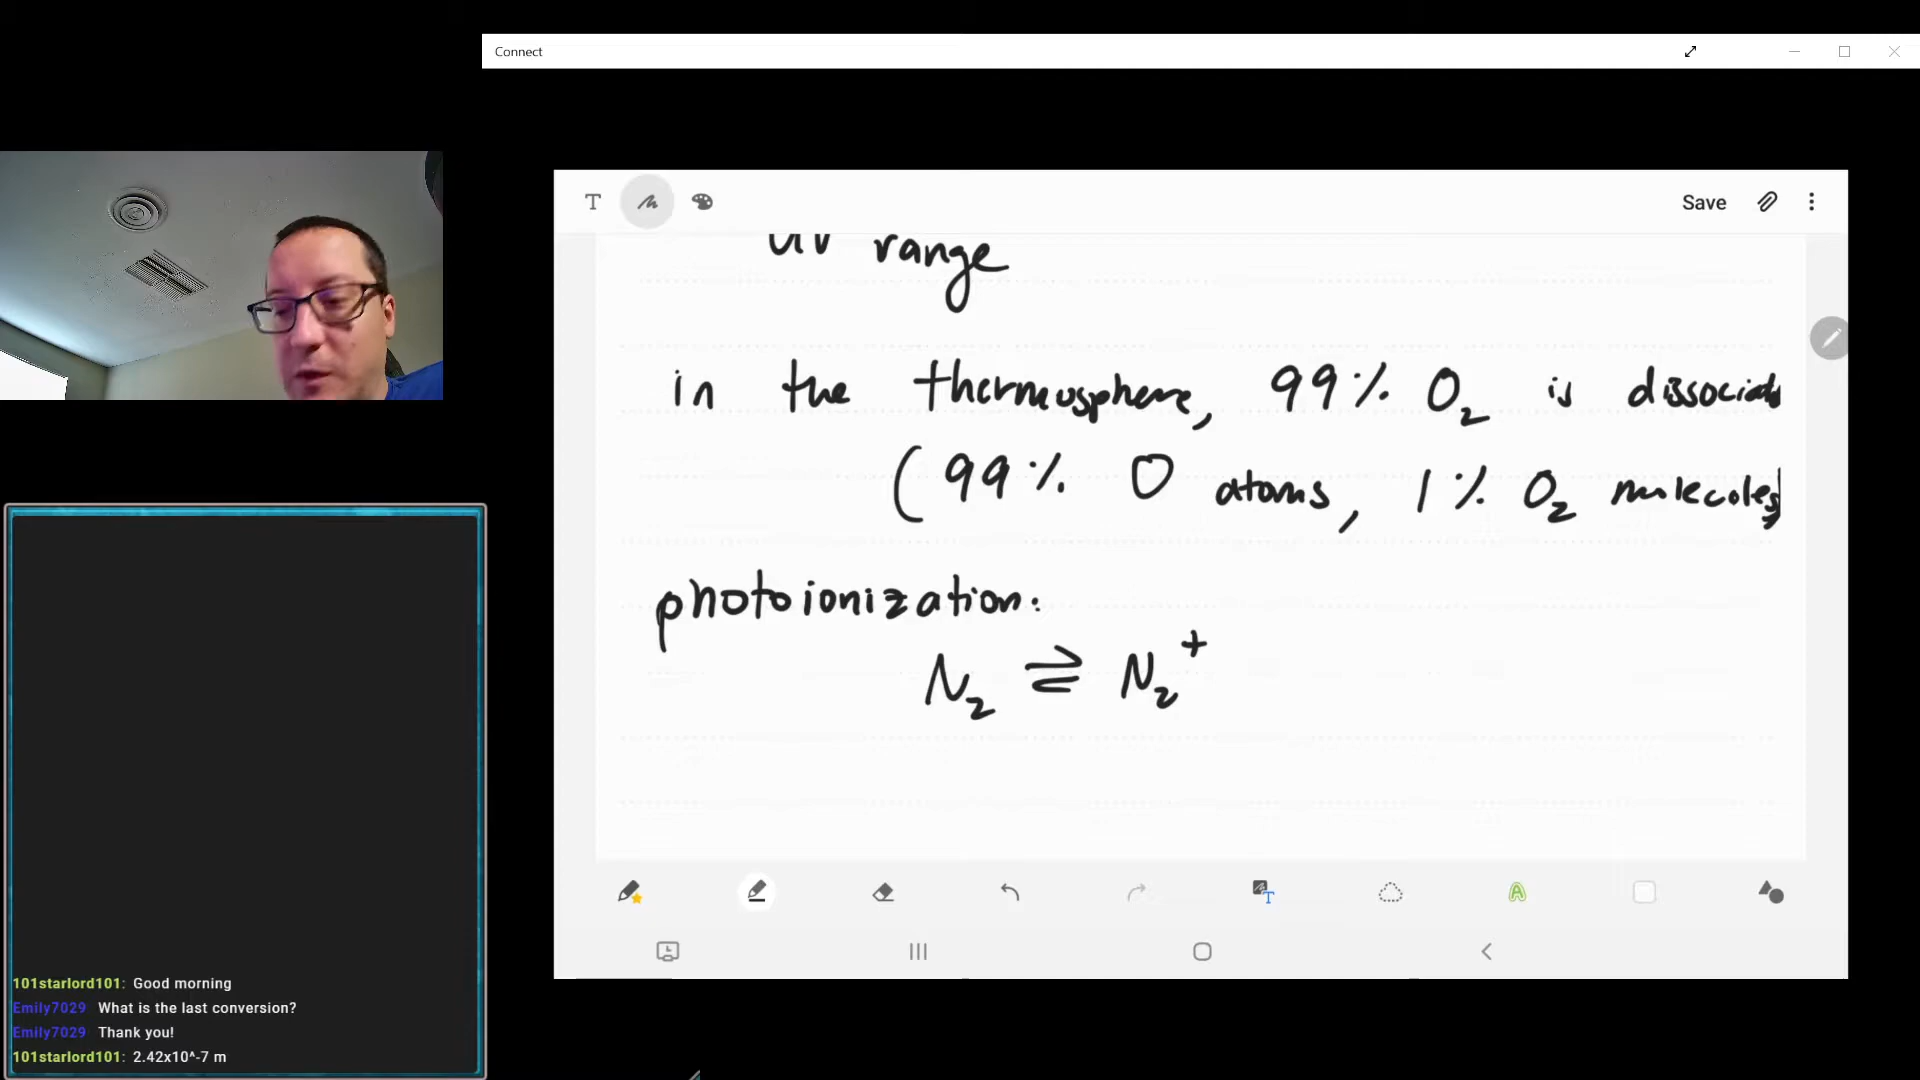 Connect
T
Save
UV range
in the thermosphere, 99% O₂ is dissociated
(99% O atoms, 1% O₂ molecules)
photoionization:
N₂ ⇌ N₂⁺
101starlord101: Good morning
Emily7029 What is the last conversion?
Emily7029 Thank you!
101starlord101: 2.42x10^-7 m